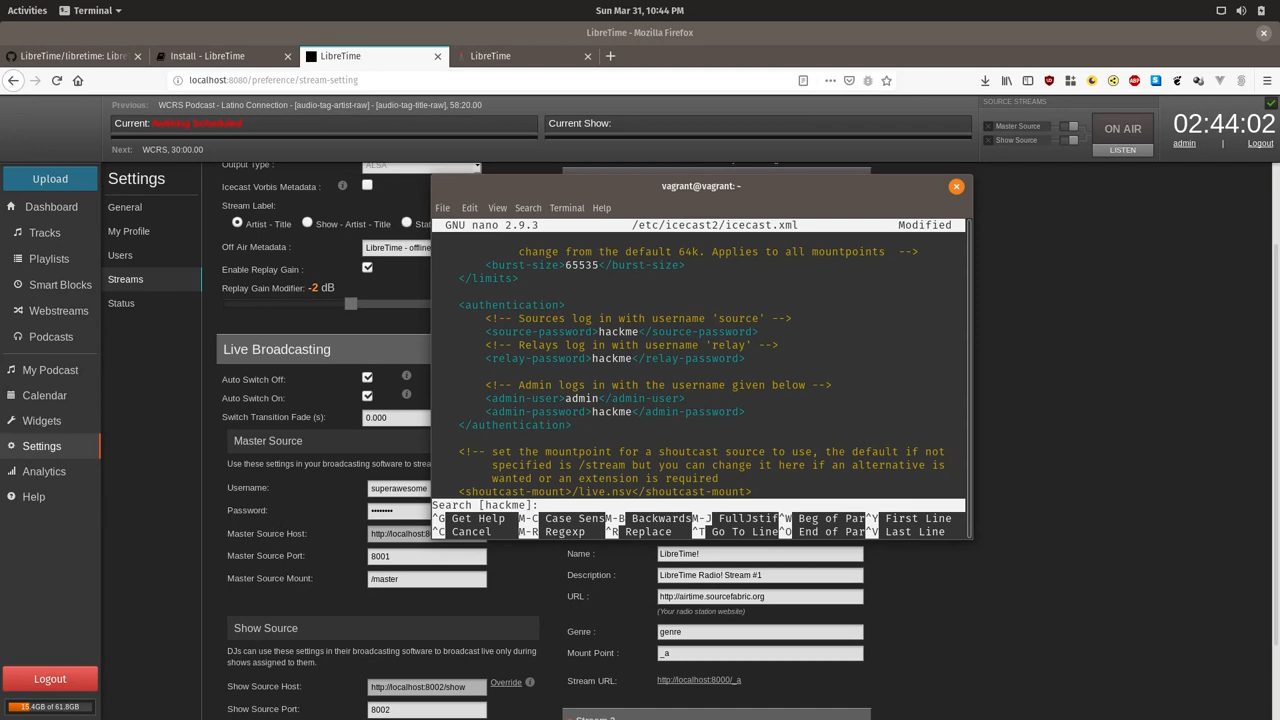 Activities
Terminal
Sun Mar 31, 10:44 PM
LibreTime - Mozilla Firefox
LibreTime/libretime: Libre
Install - LibreTime
LibreTime
LibreTime
localhost:8080/preference/stream-setting
Previous: WCRS Podcast - Latino Connection - [audio-tag-artist-raw] - [audio-tag-title-raw], 58:20.00
Current: Nothing Scheduled
Current Show:
Next: WCRS, 30:00.00
SOURCE STREAMS
Master Source
Show Source
ON AIR
LISTEN
02:44:02
admin | Logout
Upload
Dashboard
Tracks
Playlists
Smart Blocks
Webstreams
Podcasts
My Podcast
Calendar
Widgets
Settings
Analytics
Help
Logout
15.4GB of 61.8GB
Settings
General
My Profile
Users
Streams
Status
Output Type : ALSA
Icecast Vorbis Metadata :
Stream Label:
Artist - Title
Show - Artist - Title
Off Air Metadata : LibreTime - offline
Enable Replay Gain :
Replay Gain Modifier: -2 dB
Live Broadcasting
Auto Switch Off:
Auto Switch On:
Switch Transition Fade (s): 0.000
Master Source
Use these settings in your broadcasting software to strea
Username: superawesome
Password: ••••••••
Master Source Host: http://localhost:8
Master Source Port: 8001
Master Source Mount: /master
Show Source
DJs can use these settings in their broadcasting software to broadcast live only during
shows assigned to them.
Show Source Host: http://localhost:8002/show Override
Show Source Port: 8002
vagrant@vagrant: ~
File Edit View Search Terminal Help
GNU nano 2.9.3 /etc/icecast2/icecast.xml Modified
change from the default 64k. Applies to all mountpoints -->
<burst-size>65535</burst-size>
</limits>
<authentication>
<!-- Sources log in with username 'source' -->
<source-password>hackme</source-password>
<!-- Relays log in with username 'relay' -->
<relay-password>hackme</relay-password>
<!-- Admin logs in with the username given below -->
<admin-user>admin</admin-user>
<admin-password>hackme</admin-password>
</authentication>
<!-- set the mountpoint for a shoutcast source to use, the default if not
specified is /stream but you can change it here if an alternative is
wanted or an extension is required
<shoutcast-mount>/live.nsv</shoutcast-mount>
Search [hackme]:
^G Get Help M-C Case Sens M-B Backwards M-J FullJstif ^W Beg of Par ^Y First Line
^C Cancel M-R Regexp ^R Replace ^T Go To Line ^O End of Par ^V Last Line
Name : LibreTime!
Description : LibreTime Radio! Stream #1
URL : http://airtime.sourcefabric.org
(Your radio station website)
Genre : genre
Mount Point : _a
Stream URL: http://localhost:8000/_a